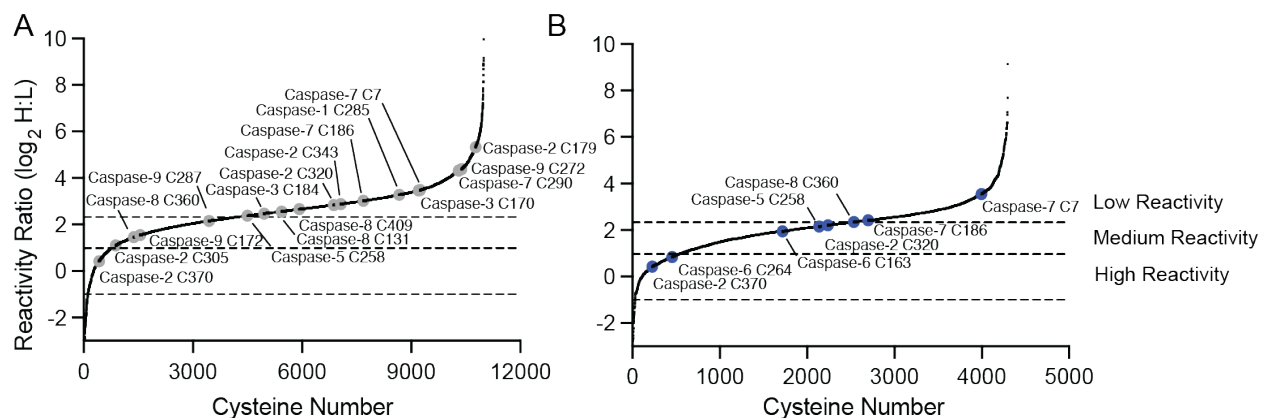 A
B
Reactivity Ratio (log2 H:L)
10
8
6
4
2
0
-2
Caspase-7 C7
Caspase-1 C285
Caspase-7 C186
Caspase-2 C343
Caspase-2 C320
Caspase-3 C184
Caspase-9 C287
Caspase-8 C360
Caspase-2 C179
Caspase-9 C272
Caspase-7 C290
Caspase-3 C170
Caspase-8 C409
Caspase-8 C131
Caspase-5 C258
Caspase-9 C172
Caspase-2 C305
Caspase-2 C370
0
3000
6000
9000
12000
Cysteine Number
10
8
6
4
2
0
-2
Caspase-8 C360
Caspase-5 C258
Caspase-7 C7
Caspase-7 C186
Caspase-2 C320
Caspase-6 C163
Caspase-6 C264
Caspase-2 C370
Low Reactivity
Medium Reactivity
High Reactivity
0
1000
2000
3000
4000
5000
Cysteine Number